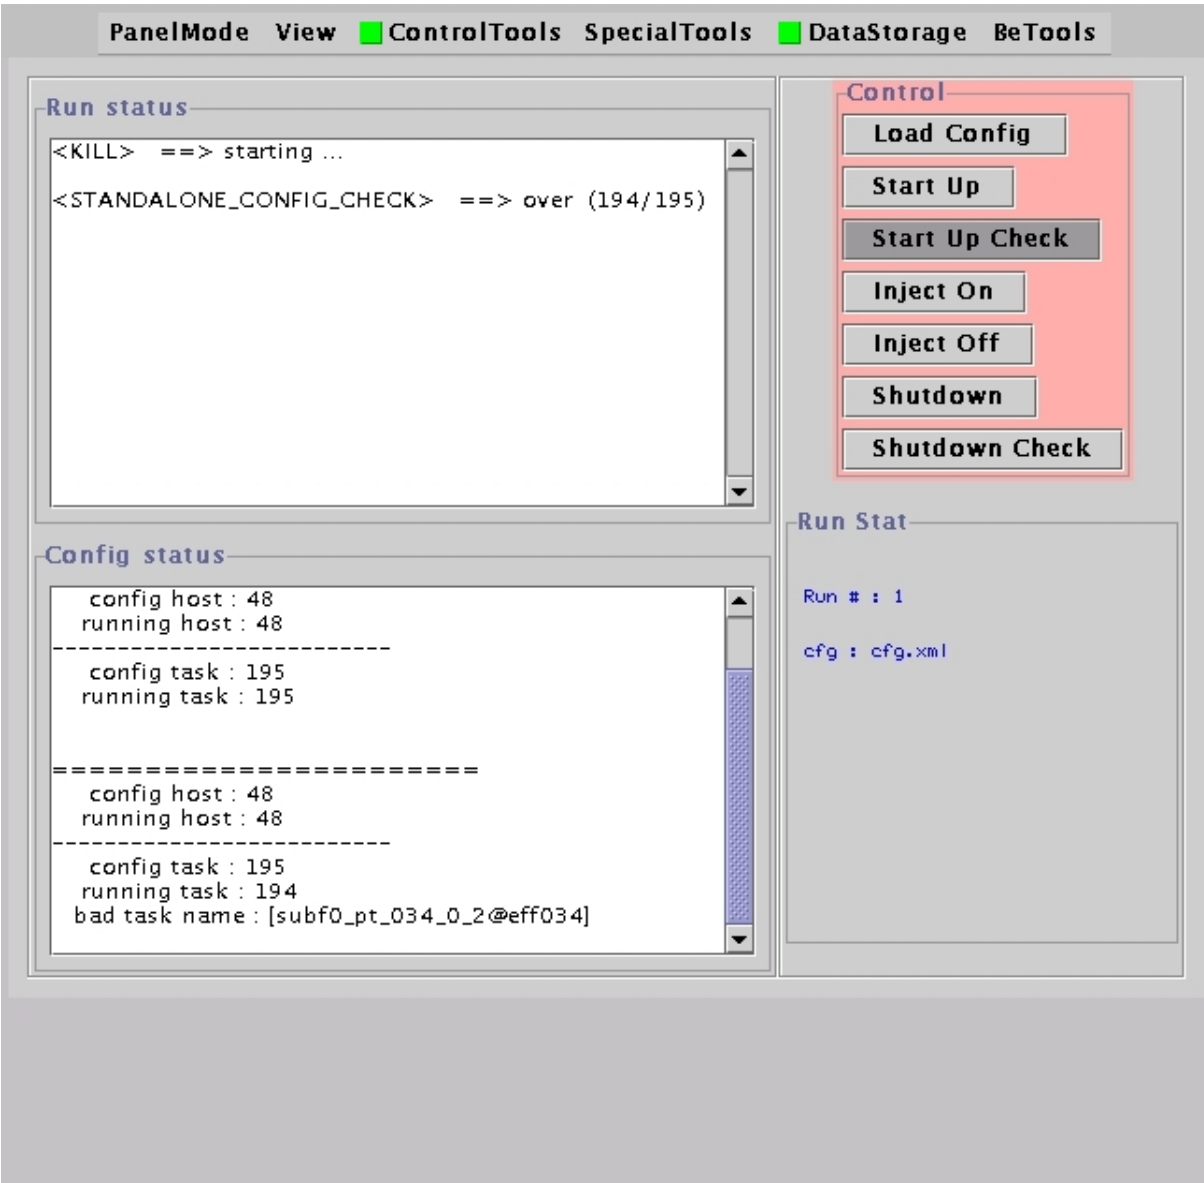 PanelMode View ControlTools SpecialTools DataStorage BeTools
Run status
<KILL> ==> starting ...
<STANDALONE_CONFIG_CHECK> ==> over (194/195)
Config status
config host : 48
running host : 48
-------------------------
config task : 195
running task : 195
=======================
config host : 48
running host : 48
-------------------------
config task : 195
running task : 194
bad task name : [subf0_pt_034_0_2@eff034]
Control
Load Config
Start Up
Start Up Check
Inject On
Inject Off
Shutdown
Shutdown Check
Run Stat
Run # : 1
cfg : cfg.xml